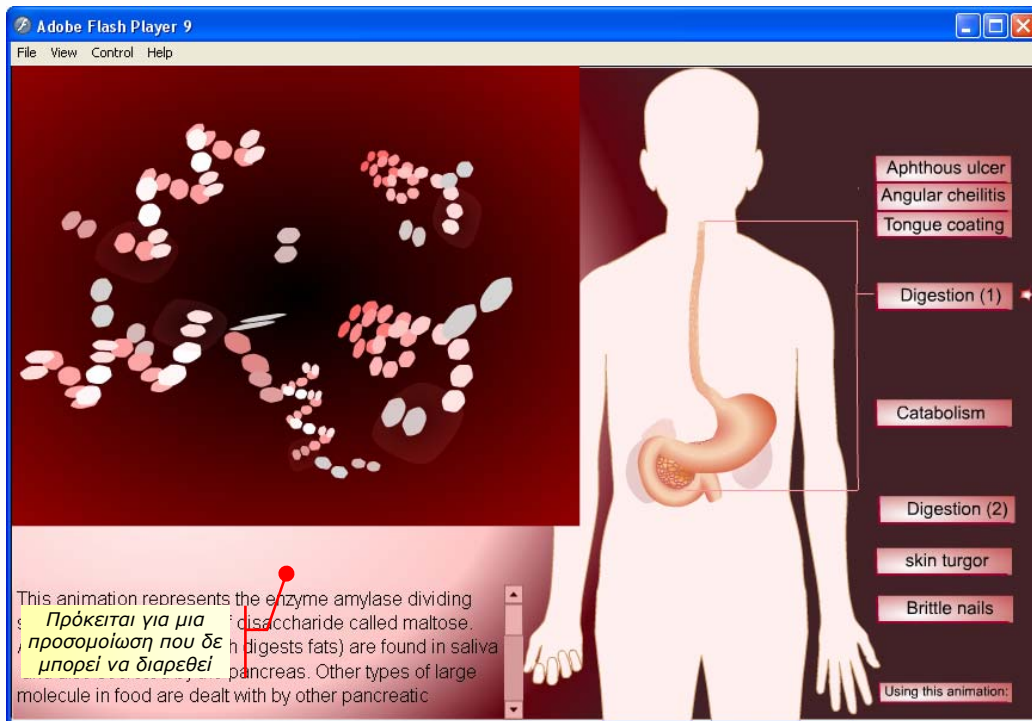 Adobe Flash Player 9
File View Control Help
Aphthous ulcer
Angular cheilitis
Tongue coating
Digestion (1)
Catabolism
Digestion (2)
skin turgor
Brittle nails
Using this animation:
This animation represents the enzyme amylase dividing
disaccharide called maltose.
digests fats) are found in saliva
pancreas. Other types of large
molecule in food are dealt with by other pancreatic
Πρόκειται για μια
προσομοίωση που δε
μπορεί να διαρεθεί